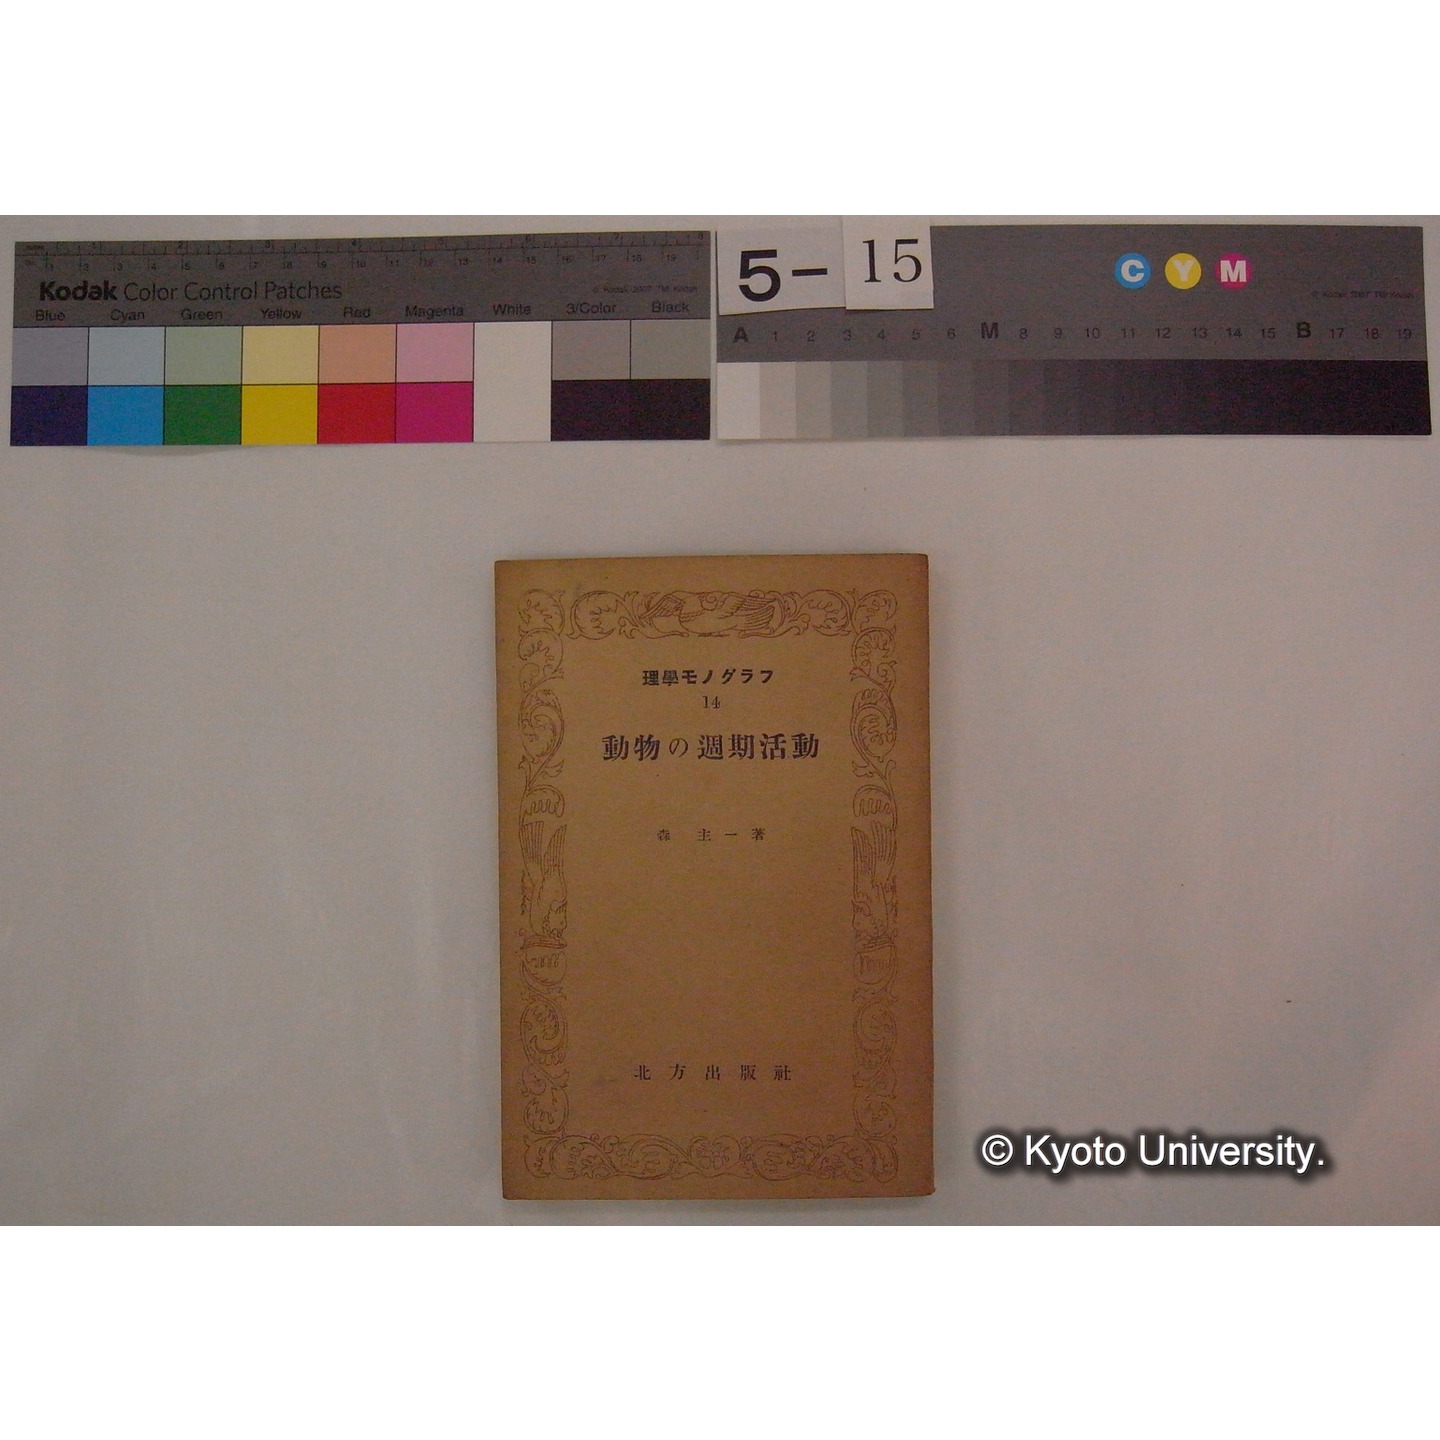 Kodak Color Control Patches
Blue Cyan Green Yellow Red Magenta White 3/Color Black
5-15
C Y M
A 1 2 3 4 5 6 M 8 9 10 11 12 13 14 15 B 17 18 19
理學モノグラフ
14
動物の週期活動
森 主一著
北方出版社
© Kyoto University.